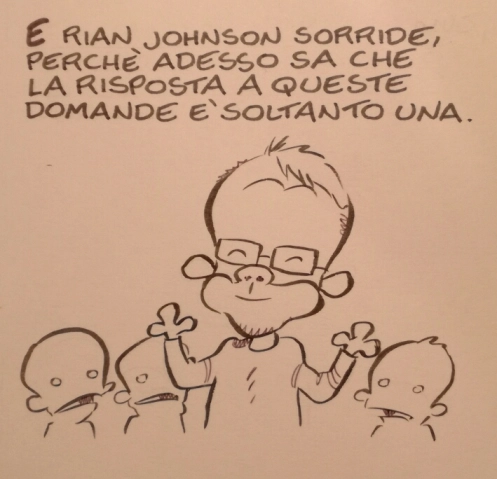 E RIAN JOHNSON SORRIDE,
PERCHÈ ADESSO SA CHE
LA RISPOSTA A QUESTE
DOMANDE E' SOLTANTO UNA.